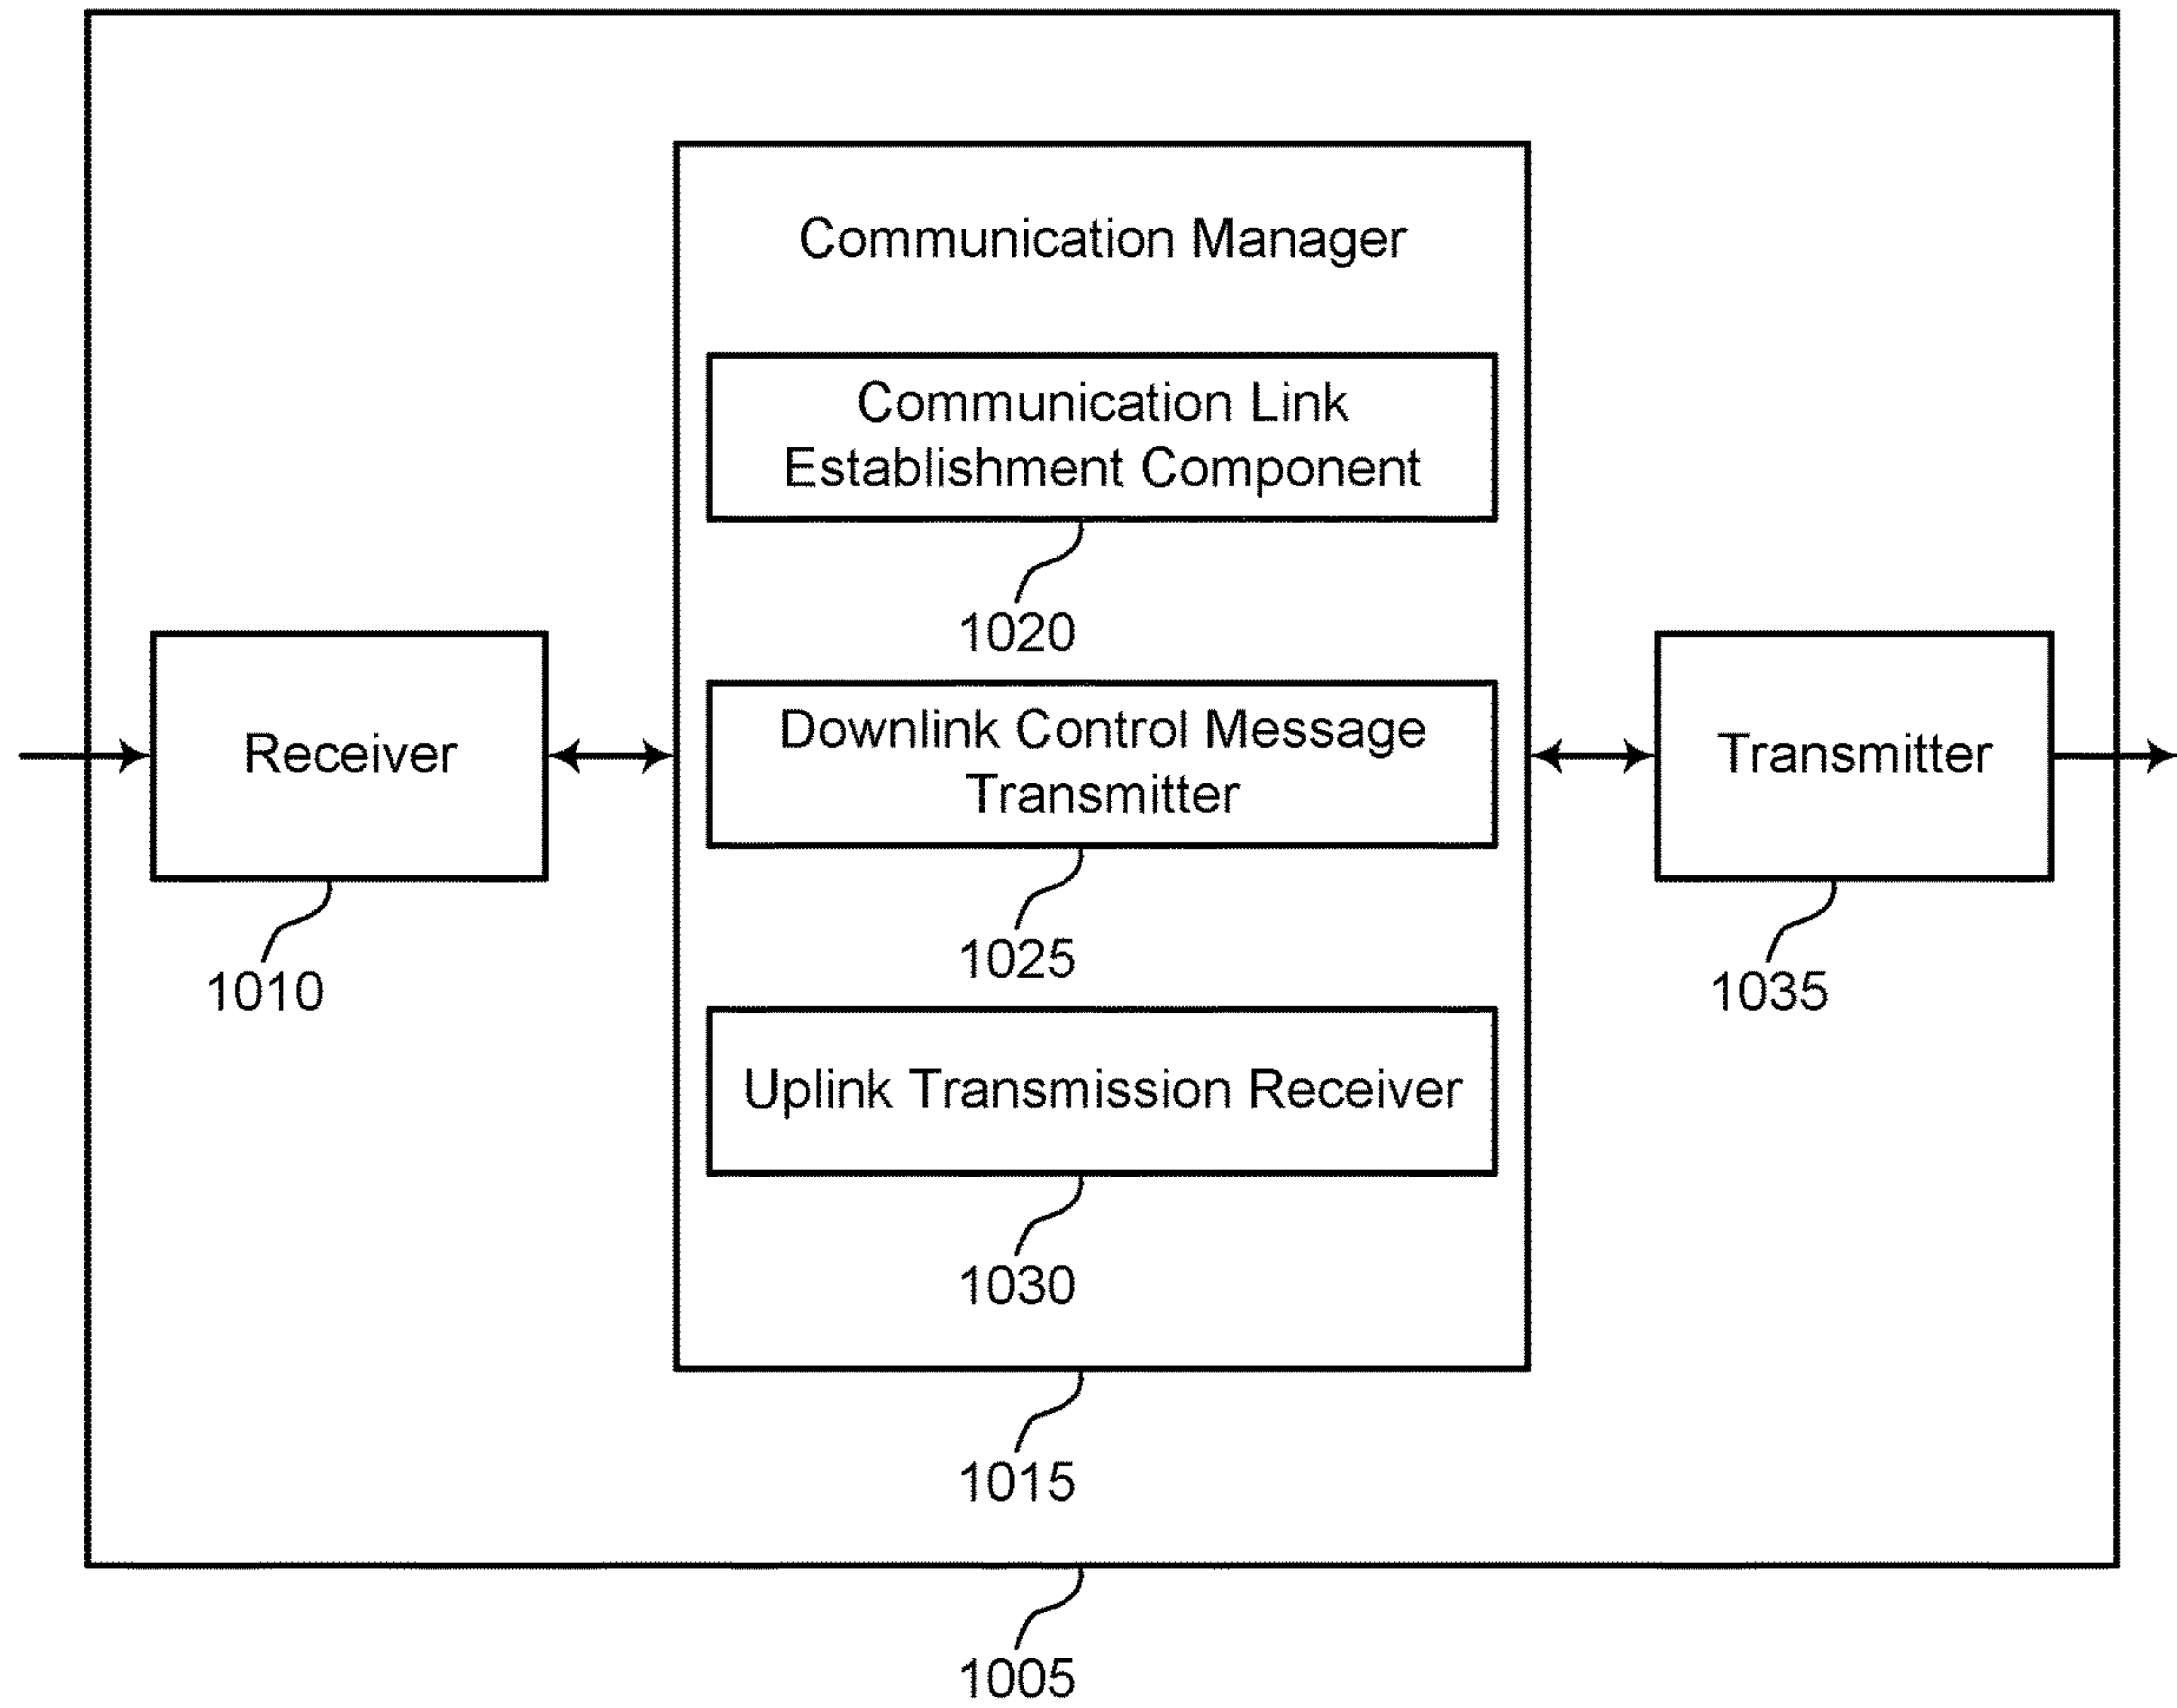 Communication Manager
Communication Link
Establishment Component
1020
Receiver
1010
Downlink Control Message
Transmitter
1025
Transmitter
1035
Uplink Transmission Receiver
1030
1015
1005